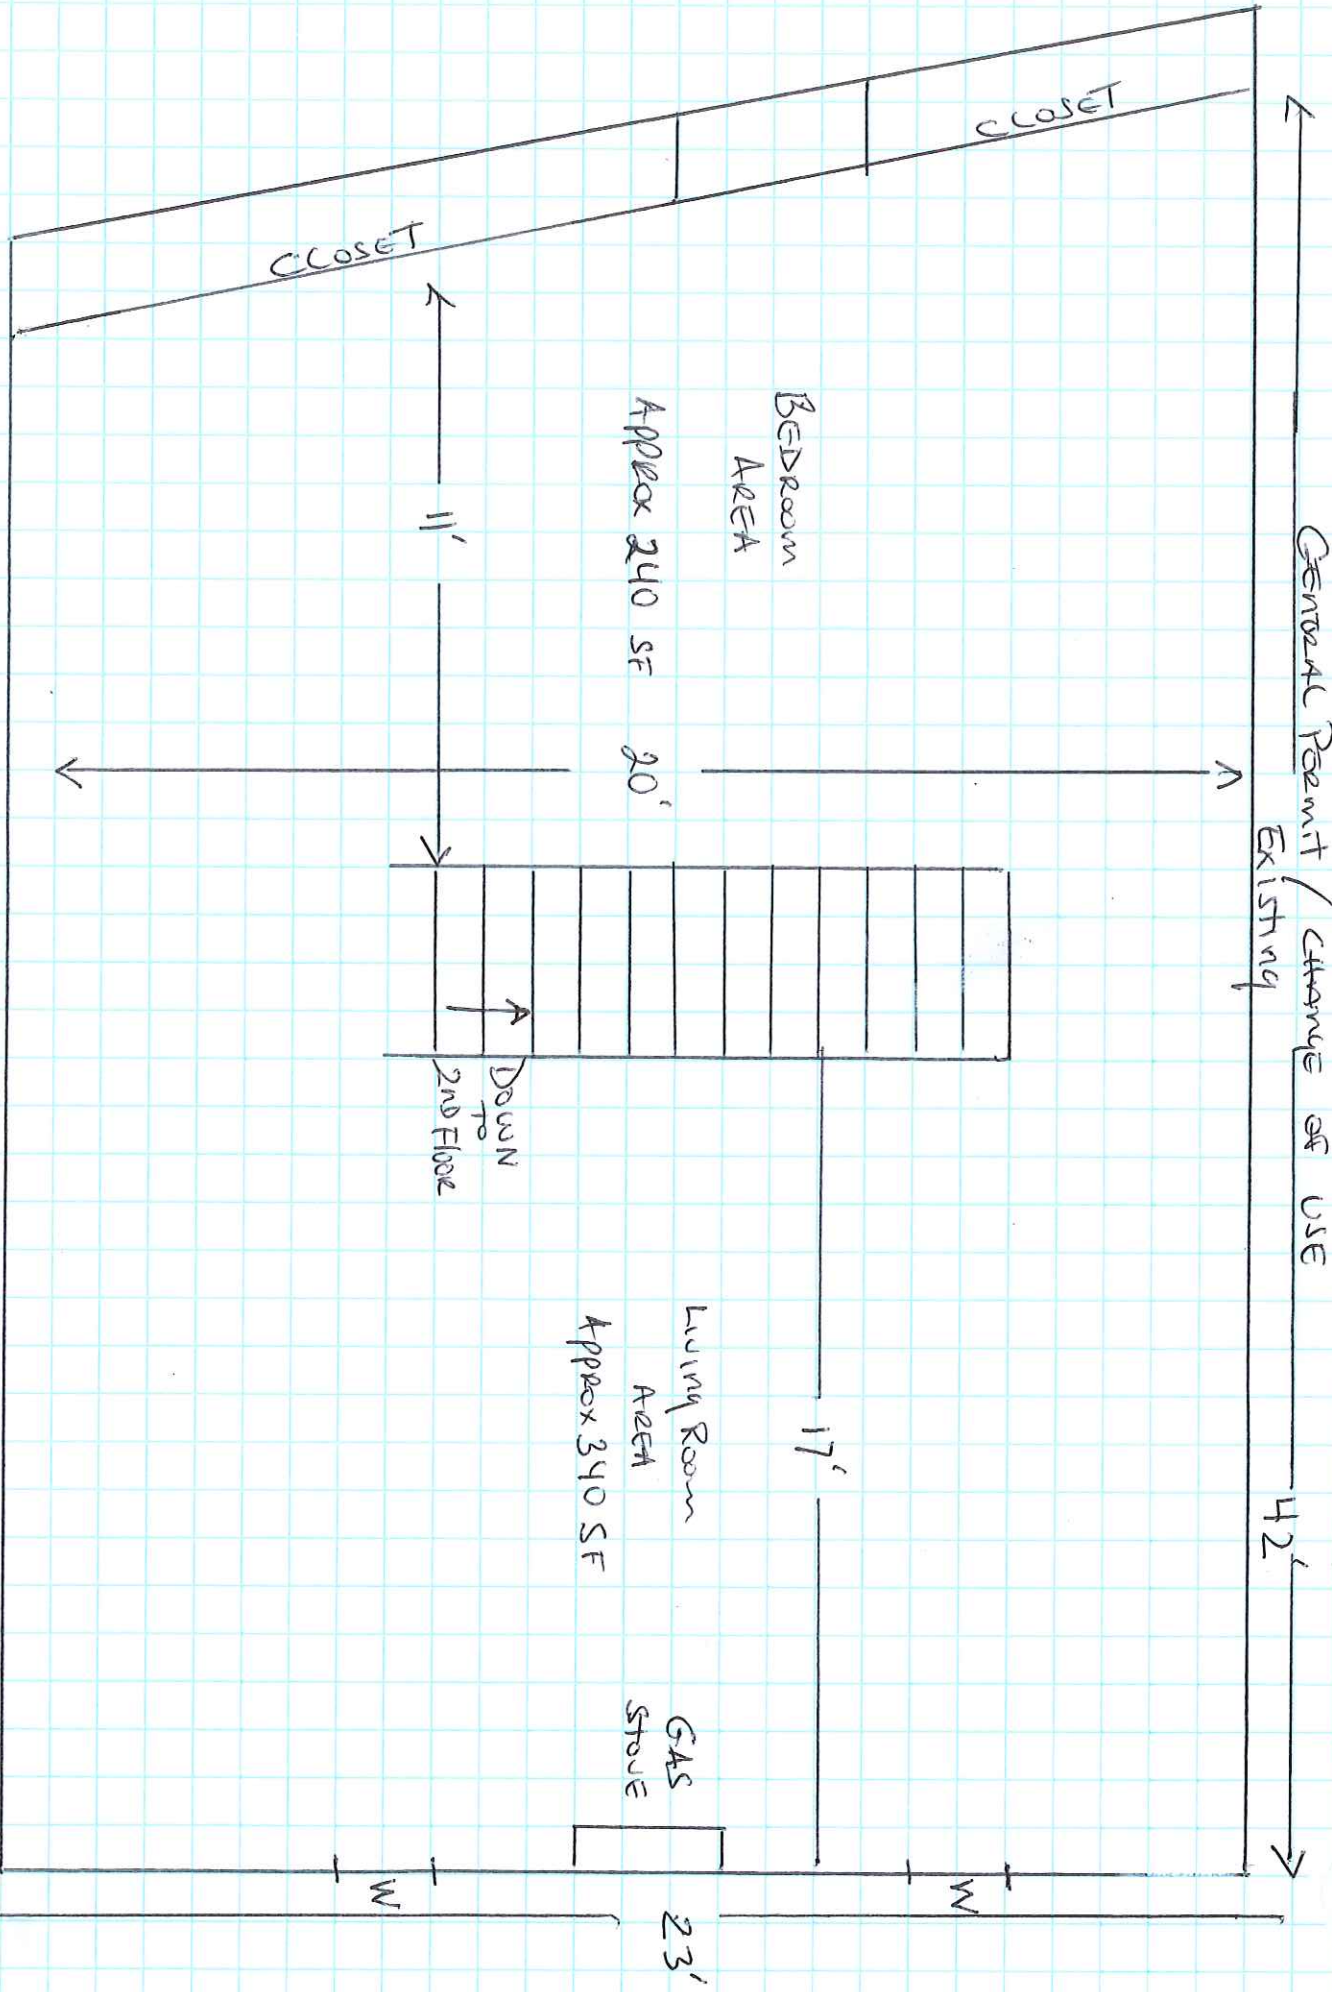 GENERAL PERMIT / CHANGE OF USE
EXISTING
42'
CLOSET
CLOSET
BEDROOM
AREA
APPROX 240 SF
20'
11'
DOWN
TO
2ND FLOOR
17'
LIVING ROOM
AREA
APPROX 340 SF
GAS
STOVE
W
W
23'